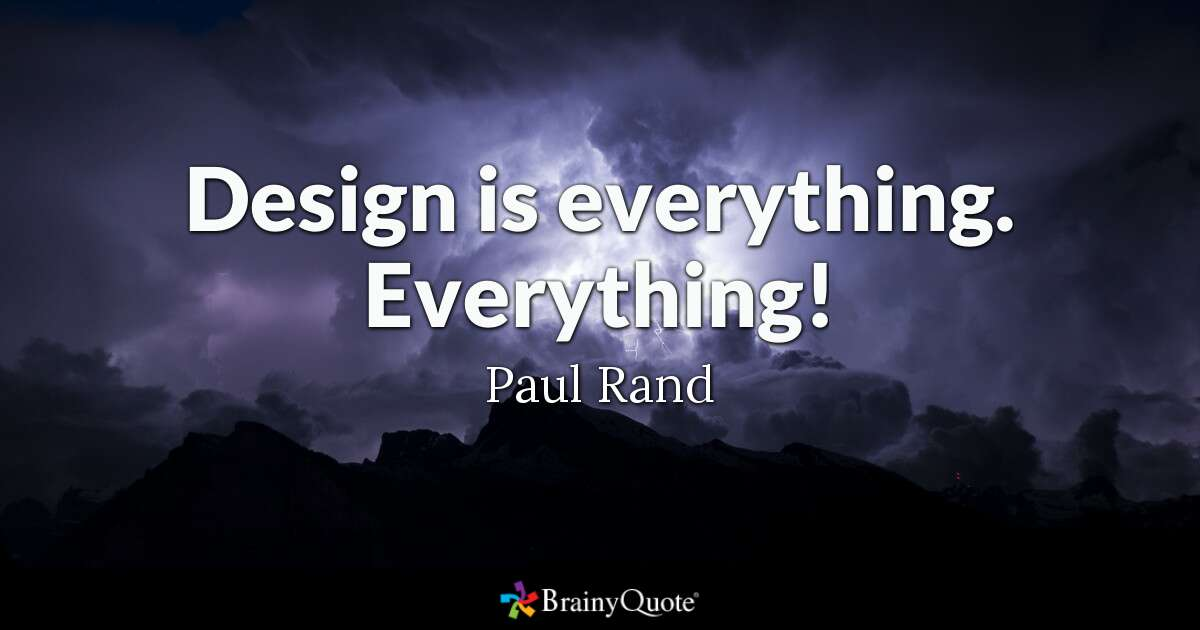 Design is everything.
Everything!
Paul Rand
BrainyQuote®